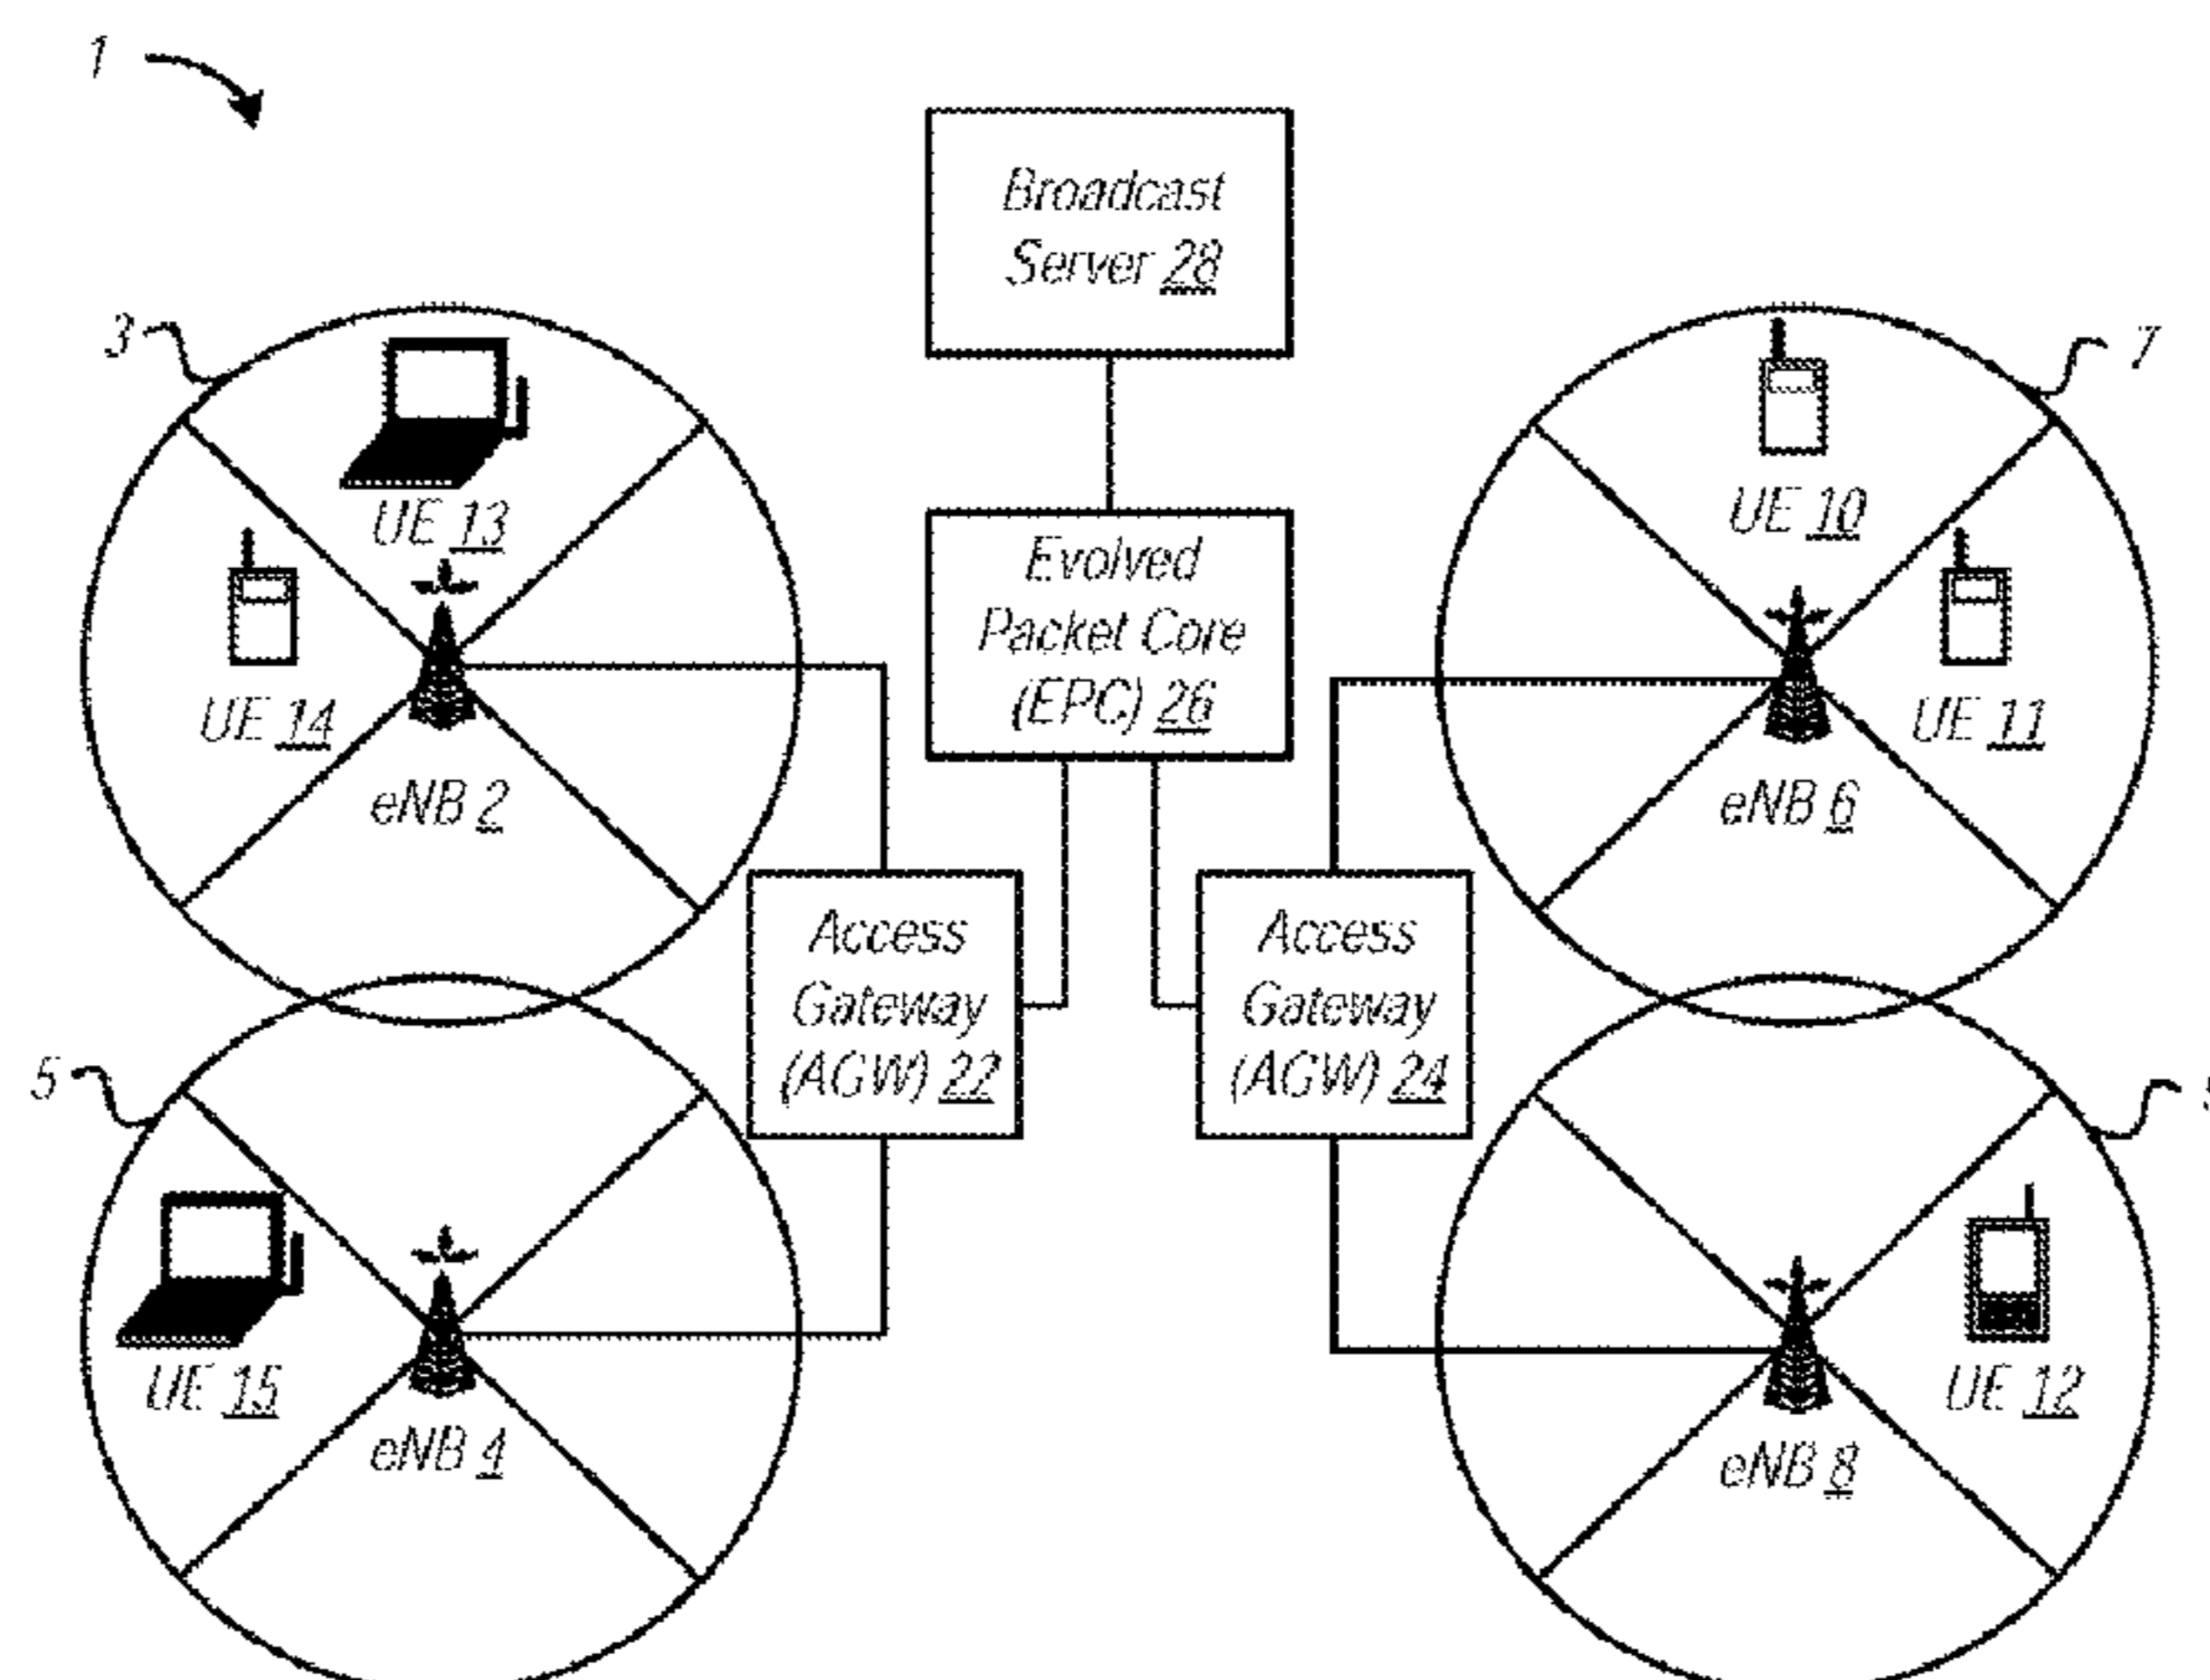 1
Broadcast
Server 28
3
7
UE 13
UE 10
Evolved
Packet Core
(EPC) 26
UE 14
UE 11
eNB 2
eNB 6
Access
Gateway
(AGW) 22
Access
Gateway
(AGW) 24
5
UE 15
UE 12
eNB 4
eNB 8